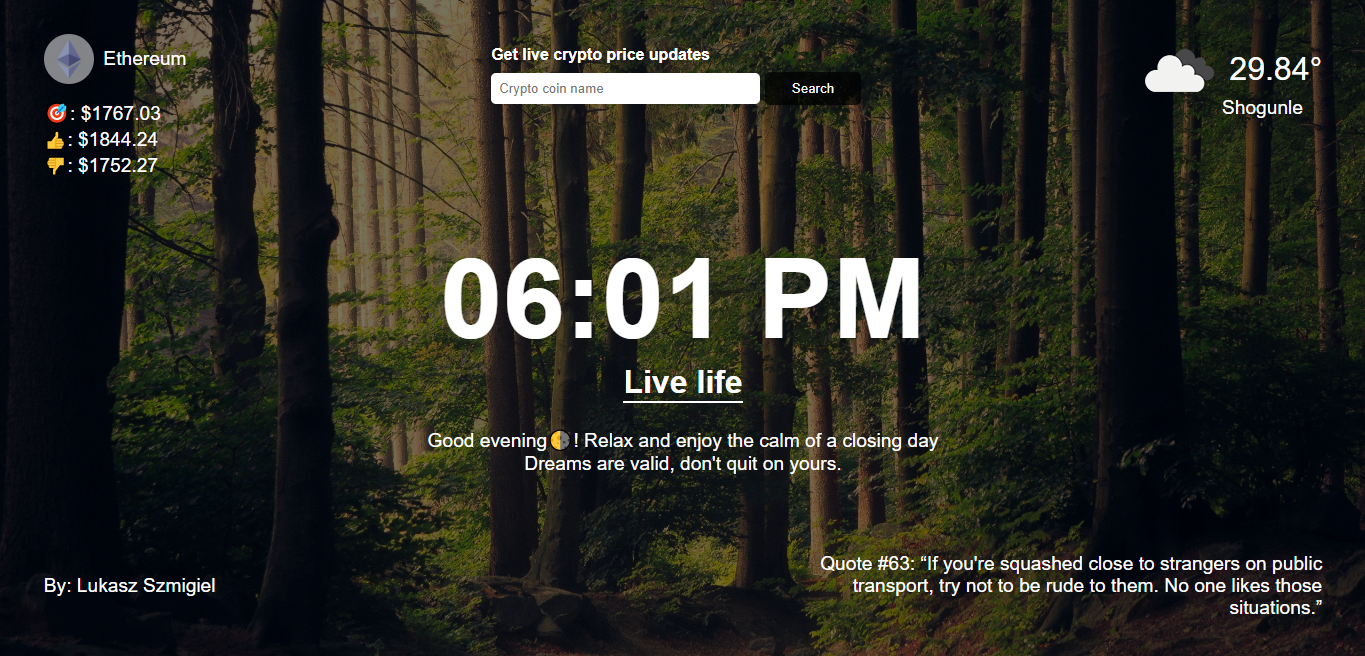 Ethereum
🎯: $1767.03
👍: $1844.24
👎: $1752.27
Get live crypto price updates
Crypto coin name
Search
29.84°
Shogunle
06:01 PM
Live life
Good evening🌗! Relax and enjoy the calm of a closing day
Dreams are valid, don't quit on yours.
By: Lukasz Szmigiel
Quote #63: “If you're squashed close to strangers on public
transport, try not to be rude to them. No one likes those
situations.”